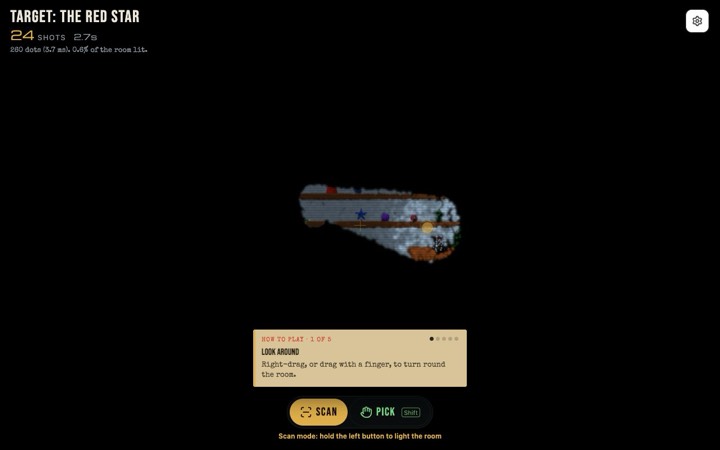 TARGET: THE RED STAR
24 SHOTS 2.7s
280 dots (3.7 ms). 0.6% of the room lit.
HOW TO PLAY · 1 OF 5
LOOK AROUND
Right-drag, or drag with a finger, to turn round
the room.
SCAN
PICK Shift
Scan mode: hold the left button to light the room